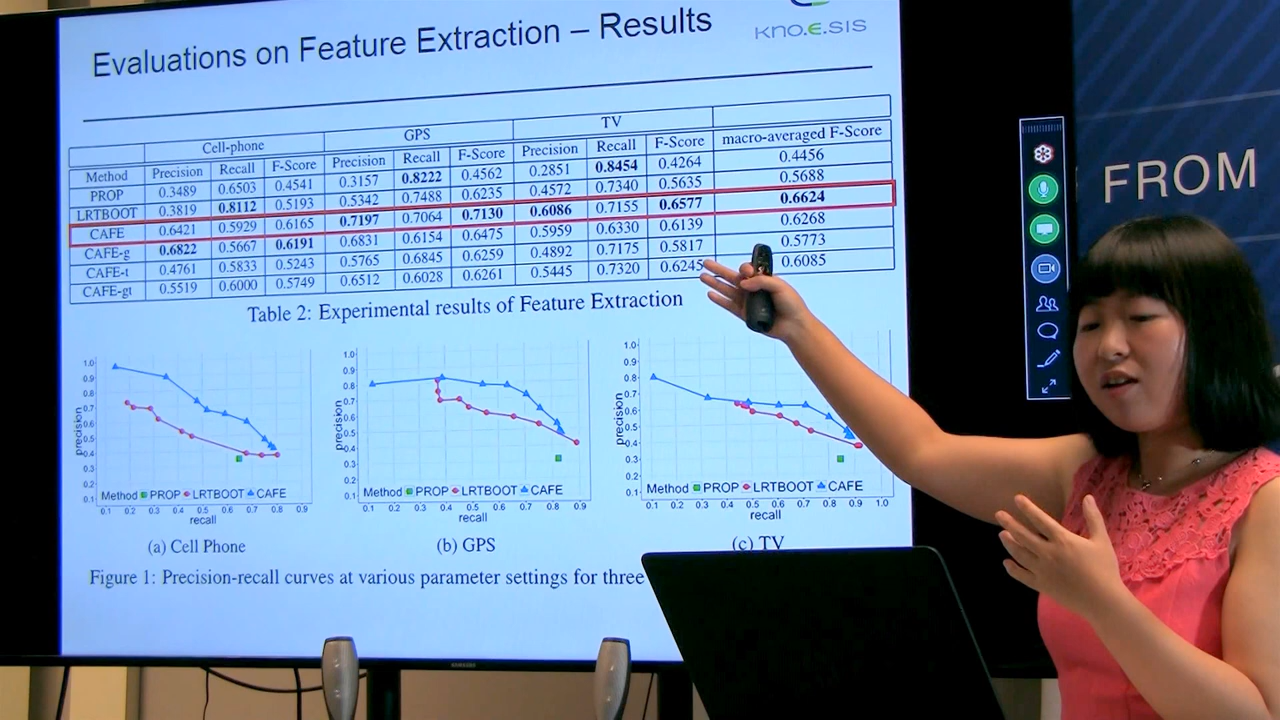 Evaluations on Feature Extraction – Results
KNO.E.SIS
Cell-phone GPS TV
Method Precision Recall F-Score Precision Recall F-Score Precision Recall F-Score macro-averaged F-Score
PROP 0.3489 0.6503 0.4541 0.3157 0.8222 0.4562 0.2851 0.8454 0.4264 0.4456
LRTBOOT 0.3819 0.8112 0.5193 0.5342 0.7488 0.6235 0.4572 0.7340 0.5635 0.5688
CAFE 0.6421 0.5929 0.6165 0.7197 0.7064 0.7130 0.6086 0.7155 0.6577 0.6624
CAFE-g 0.6822 0.5667 0.6191 0.6831 0.6154 0.6475 0.5959 0.6330 0.6139 0.6268
CAFE-t 0.4761 0.5833 0.5243 0.5765 0.6845 0.6259 0.4892 0.7175 0.5817 0.5773
CAFE-gt 0.5519 0.6000 0.5749 0.6512 0.6028 0.6261 0.5445 0.7320 0.6245 0.6085
Table 2: Experimental results of Feature Extraction
precision
1.0
0.9
0.8
0.7
0.6
0.5
0.4
0.3
0.2
0.1
Method PROP LRTBOOT CAFE
0.1 0.2 0.3 0.4 0.5 0.6 0.7 0.8 0.9
recall
(a) Cell Phone
precision
1.0
0.9
0.8
0.7
0.6
0.5
0.4
0.3
0.2
0.1
Method PROP LRTBOOT CAFE
0.1 0.2 0.3 0.4 0.5 0.6 0.7 0.8 0.9
recall
(b) GPS
precision
1.0
0.9
0.8
0.7
0.6
0.5
0.4
0.3
0.2
0.1
Method PROP LRTBOOT CAFE
0.1 0.2 0.3 0.4 0.5 0.6 0.7 0.8 0.9 1.0
recall
(c) TV
Figure 1: Precision-recall curves at various parameter settings for three
FROM
SAMSUNG